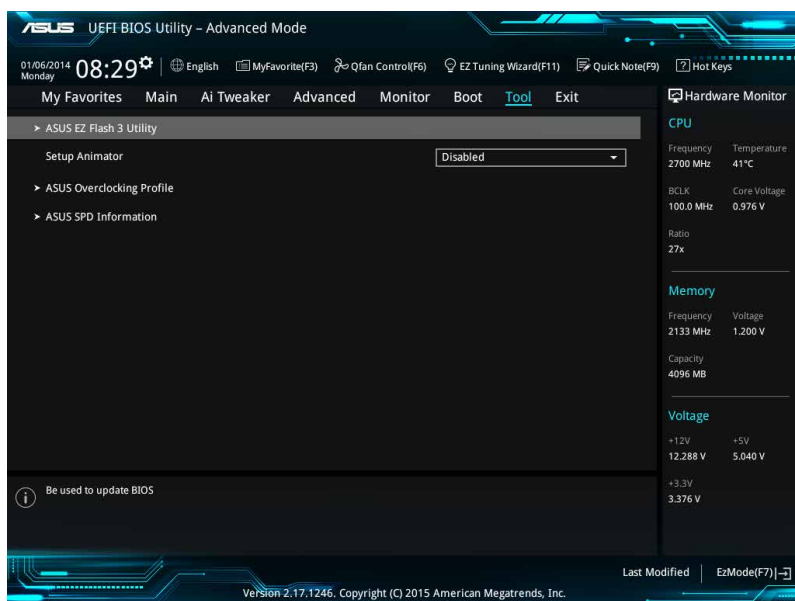 ASUS UEFI BIOS Utility – Advanced Mode
01/06/2014 Monday 08:29 English MyFavorite(F3) Qfan Control(F6) EZ Tuning Wizard(F11) Quick Note(F9) ? Hot Keys
My Favorites Main Ai Tweaker Advanced Monitor Boot Tool Exit
> ASUS EZ Flash 3 Utility
Setup Animator Disabled
> ASUS Overclocking Profile
> ASUS SPD Information
Be used to update BIOS
Hardware Monitor
CPU
Frequency Temperature
2700 MHz 41°C
BCLK Core Voltage
100.0 MHz 0.976 V
Ratio
27x
Memory
Frequency Voltage
2133 MHz 1.200 V
Capacity
4096 MB
Voltage
+12V +5V
12.288 V 5.040 V
+3.3V
3.376 V
Last Modified EzMode(F7)
Version 2.17.1246. Copyright (C) 2015 American Megatrends, Inc.